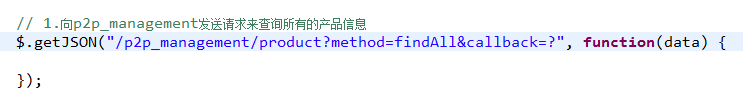 // 1.向p2p_management发送请求来查询所有的产品信息
$.getJSON("/p2p_management/product?method=findAll&callback=?", function(data) {
});